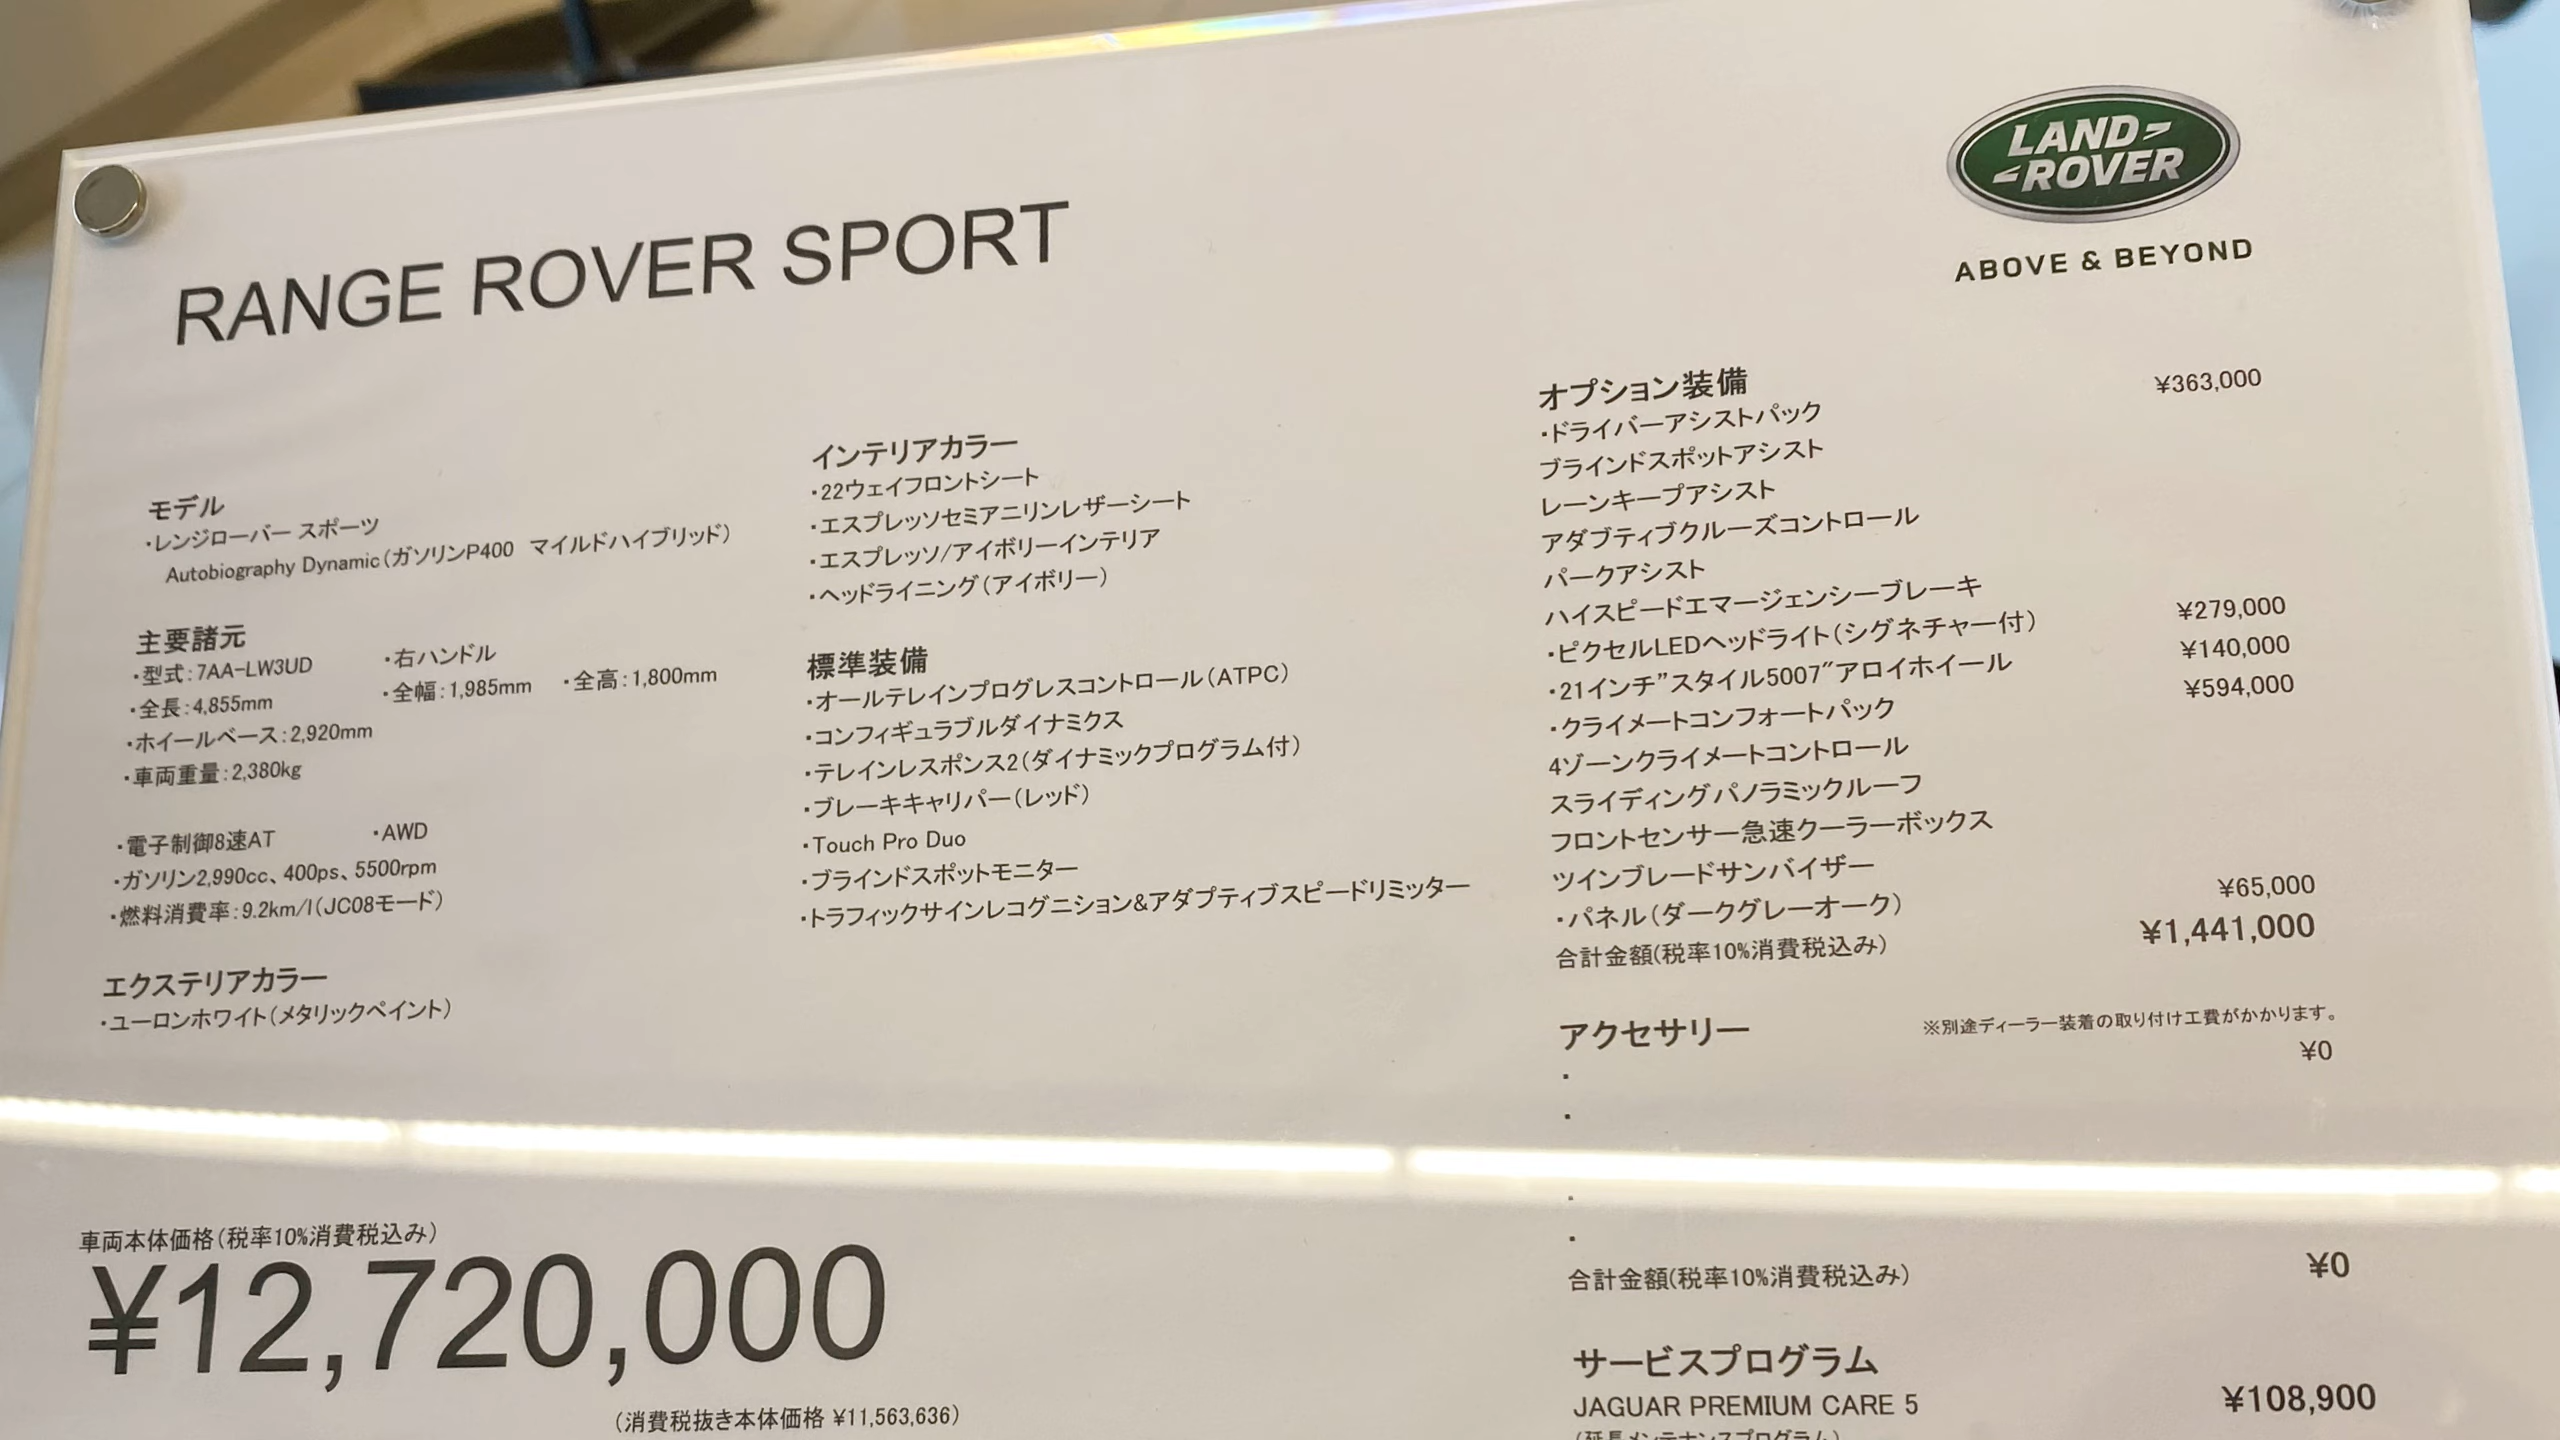 LAND
ROVER
ABOVE & BEYOND
RANGE ROVER SPORT
モデル
・レンジローバー スポーツ
Autobiography Dynamic（ガソリンP400　マイルドハイブリッド）
主要諸元
・型式：7AA-LW3UD ・右ハンドル
・全長：4,855mm ・全幅：1,985mm ・全高：1,800mm
・ホイールベース：2,920mm
・車両重量：2,380kg
・電子制御8速AT ・AWD
・ガソリン2,990cc、400ps、5500rpm
・燃料消費率：9.2km/l（JC08モード）
エクステリアカラー
・ユーロンホワイト（メタリックペイント）
車両本体価格（税率10%消費税込み）
¥12,720,000
（消費税抜き本体価格 ¥11,563,636）
インテリアカラー
・22ウェイフロントシート
・エスプレッソセミアニリンレザーシート
・エスプレッソ/アイボリーインテリア
・ヘッドライニング（アイボリー）
標準装備
・オールテレインプログレスコントロール（ATPC）
・コンフィギュラブルダイナミクス
・テレインレスポンス2（ダイナミックプログラム付）
・ブレーキキャリパー（レッド）
・Touch Pro Duo
・ブラインドスポットモニター
・トラフィックサインレコグニション&アダプティブスピードリミッター
オプション装備
・ドライバーアシストパック ¥363,000
ブラインドスポットアシスト
レーンキープアシスト
アダブティブクルーズコントロール
パークアシスト
ハイスピードエマージェンシーブレーキ
・ピクセルLEDヘッドライト（シグネチャー付） ¥279,000
・21インチ”スタイル5007″アロイホイール ¥140,000
・クライメートコンフォートパック ¥594,000
4ゾーンクライメートコントロール
スライディングパノラミックルーフ
フロントセンサー急速クーラーボックス
ツインブレードサンバイザー
・パネル（ダークグレーオーク） ¥65,000
合計金額(税率10%消費税込み) ¥1,441,000
アクセサリー ※別途ディーラー装着の取り付け工費がかかります。
・ ¥0
・
・
・
合計金額(税率10%消費税込み) ¥0
サービスプログラム
JAGUAR PREMIUM CARE 5 ¥108,900
（延長メンテナンスプログラム）